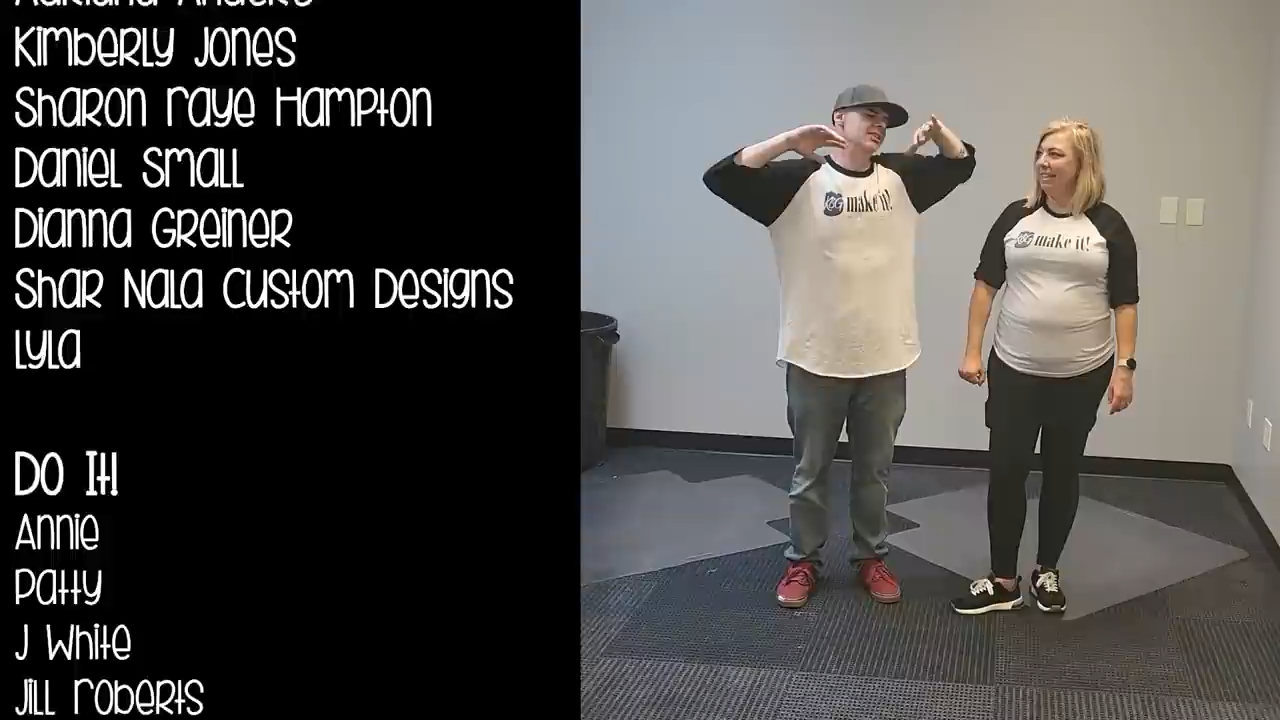 Kimberly Jones
Sharon Faye Hampton
Daniel Small
Dianna Greiner
Shar Nala Custom Designs
Lyla
Do It!
Annie
Patty
J White
Jill Roberts
K&G make it!
K&G make it!